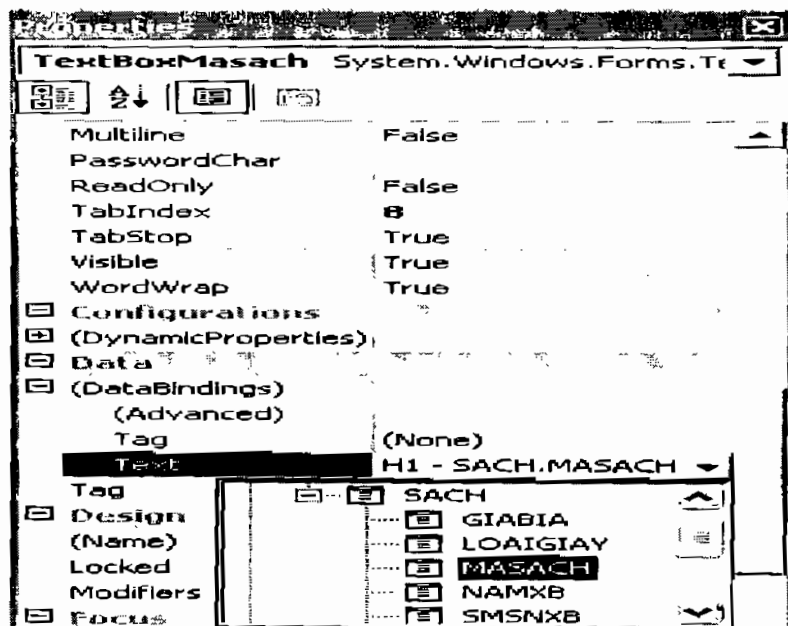 Properties
TextBoxMasach System.Windows.Forms.Te
Multiline False
PasswordChar
ReadOnly False
TabIndex 8
TabStop True
Visible True
WordWrap True
Configurations
(DynamicProperties)
Data
(DataBindings)
(Advanced)
Tag (None)
Text H1 - SACH.MASACH
Tag SACH
Design GIABIA
(Name) LOAIGIAY
Locked MASACH
Modifiers NAMXB
Focus SMSNXB